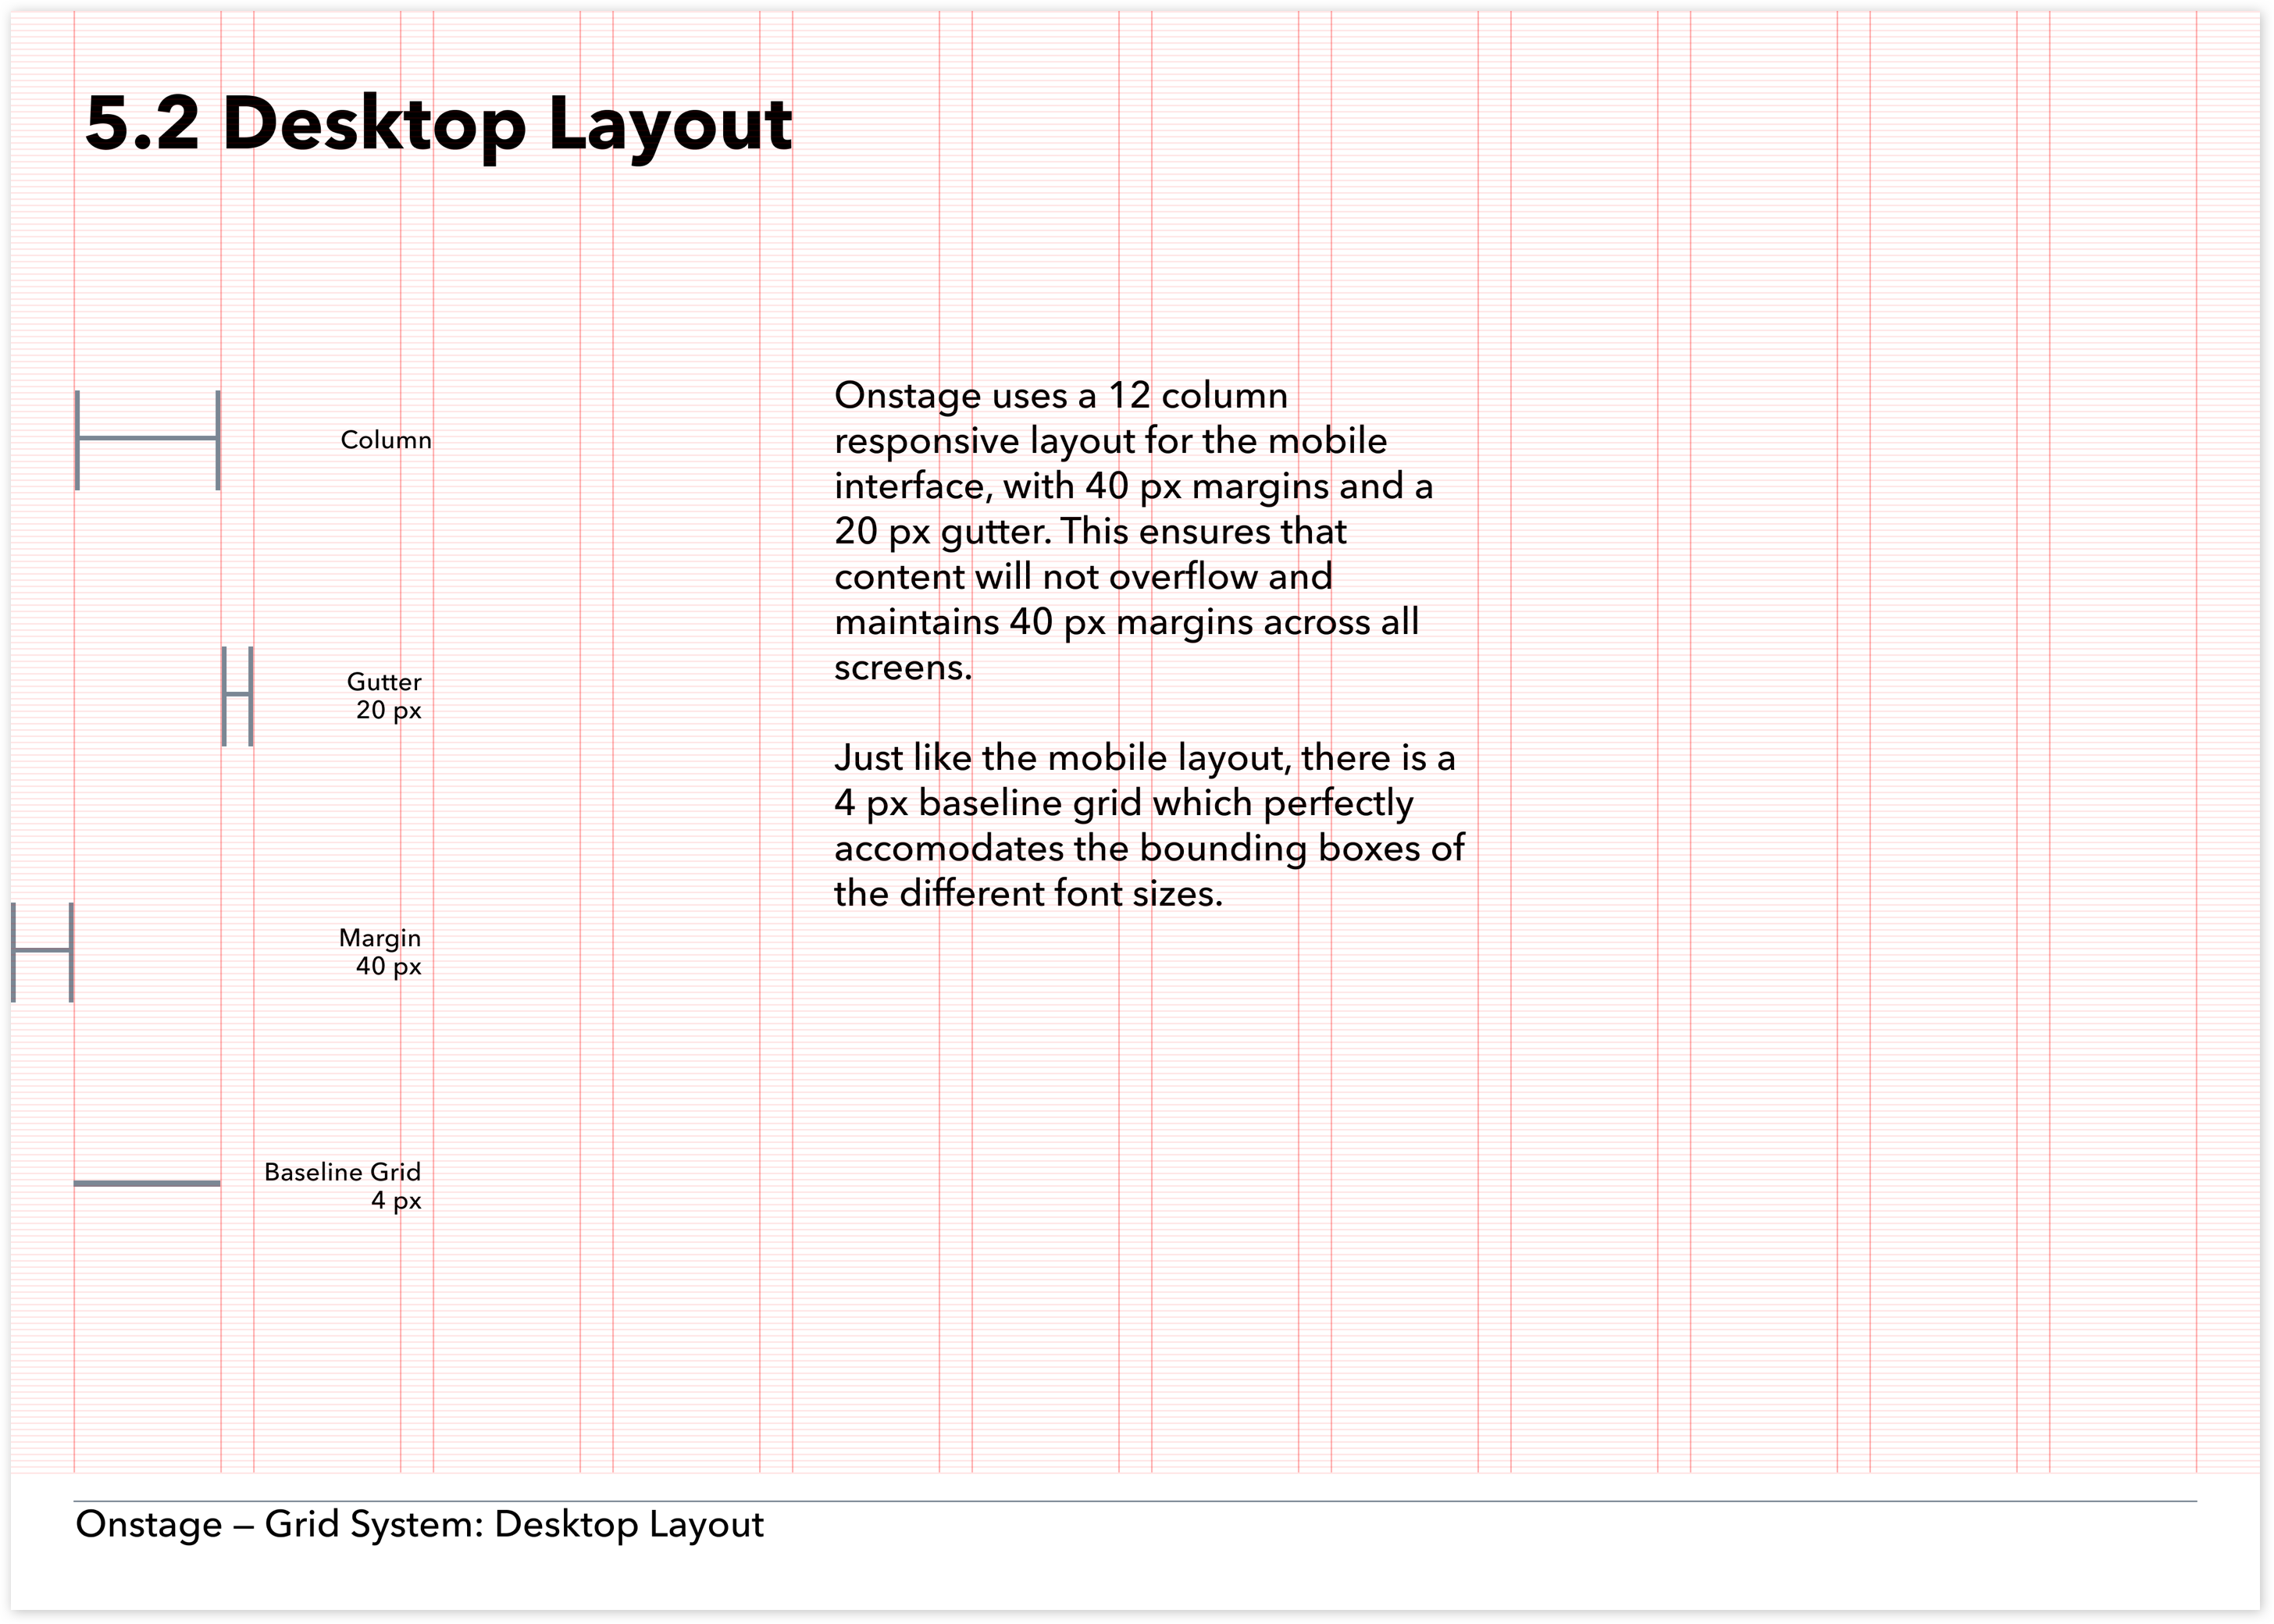 5.2 Desktop Layout
Column
Gutter
20 px
Margin
40 px
Baseline Grid
4 px
Onstage uses a 12 column
responsive layout for the mobile
interface, with 40 px margins and a
20 px gutter. This ensures that
content will not overflow and
maintains 40 px margins across all
screens.
Just like the mobile layout, there is a
4 px baseline grid which perfectly
accomodates the bounding boxes of
the different font sizes.
Onstage – Grid System: Desktop Layout